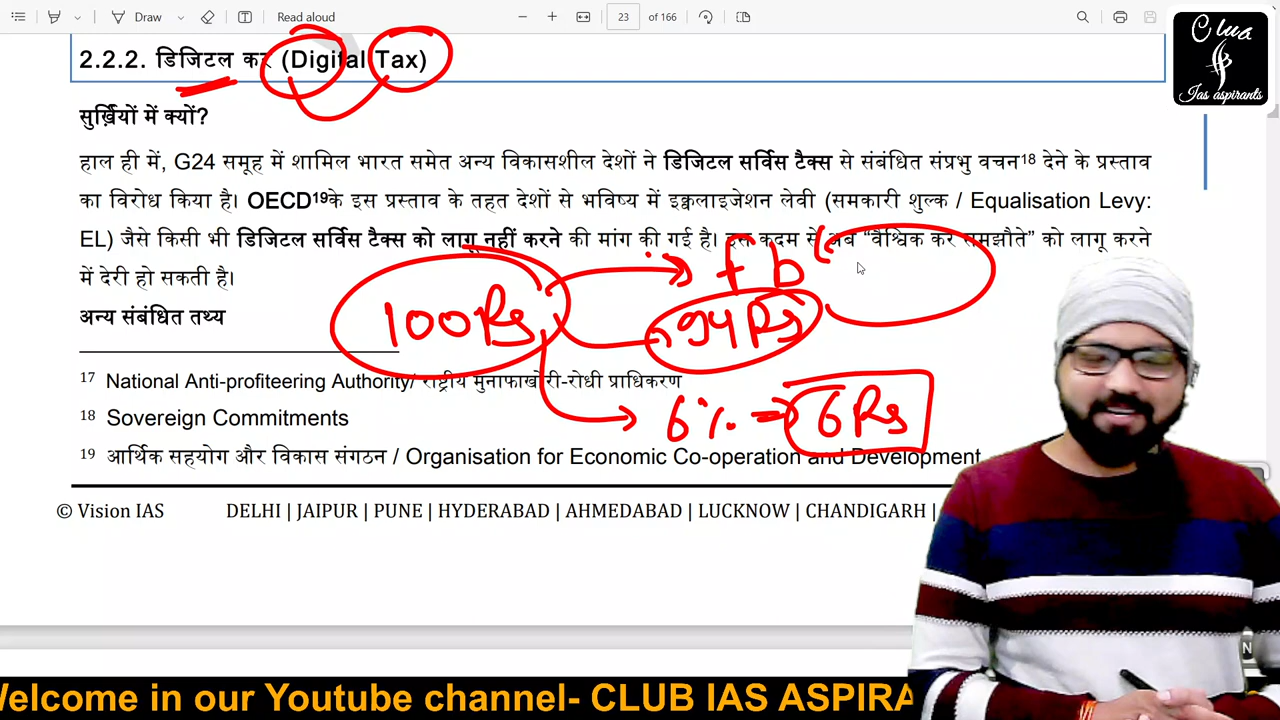 Draw
Read aloud
23 of 166
Clua
Ias aspirants
2.2.2. डिजिटल कर (Digital Tax)
सुर्ख़ियों में क्यों?
हाल ही में, G24 समूह में शामिल भारत समेत अन्य विकासशील देशों ने डिजिटल सर्विस टैक्स से संबंधित संप्रभु वचन18 देने के प्रस्ताव
का विरोध किया है। OECD19के इस प्रस्ताव के तहत देशों से भविष्य में इक्वलाइजेशन लेवी (समकारी शुल्क / Equalisation Levy:
EL) जैसे किसी भी डिजिटल सर्विस टैक्स को लागू नहीं करने की मांग की गई है। इस कदम से अब “वैश्विक कर समझौते” को लागू करने
में देरी हो सकती है।
fb
100Rs
94Rs
अन्य संबंधित तथ्य
17 National Anti-profiteering Authority/ राष्ट्रीय मुनाफाखोरी-रोधी प्राधिकरण
6% ⇒ 6Rs
18 Sovereign Commitments
19 आर्थिक सहयोग और विकास संगठन / Organisation for Economic Co-operation and Development
© Vision IAS DELHI | JAIPUR | PUNE | HYDERABAD | AHMEDABAD | LUCKNOW | CHANDIGARH |
N
Welcome in our Youtube channel- CLUB IAS ASPIRA